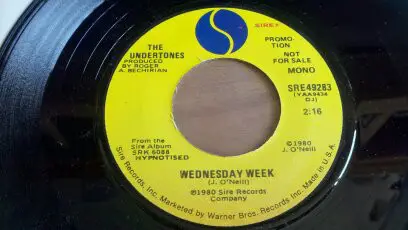 SIRE®
THE
UNDERTONES
PRODUCED
BY ROGER
A. BECHIRIAN
PROMO
TION
NOT
FOR SALE
MONO
SRE49283
(YAA9434
DJ)
2:16
From the
Sire Album
SRK 6088
HYPNOTISED
℗1980
J. O'Neill)
WEDNESDAY WEEK
(J. O'Neill)
©1980 Sire Records
Company
Sire Records, Inc. Marketed by Warner Bros. Records Inc. Made in U.S.A.